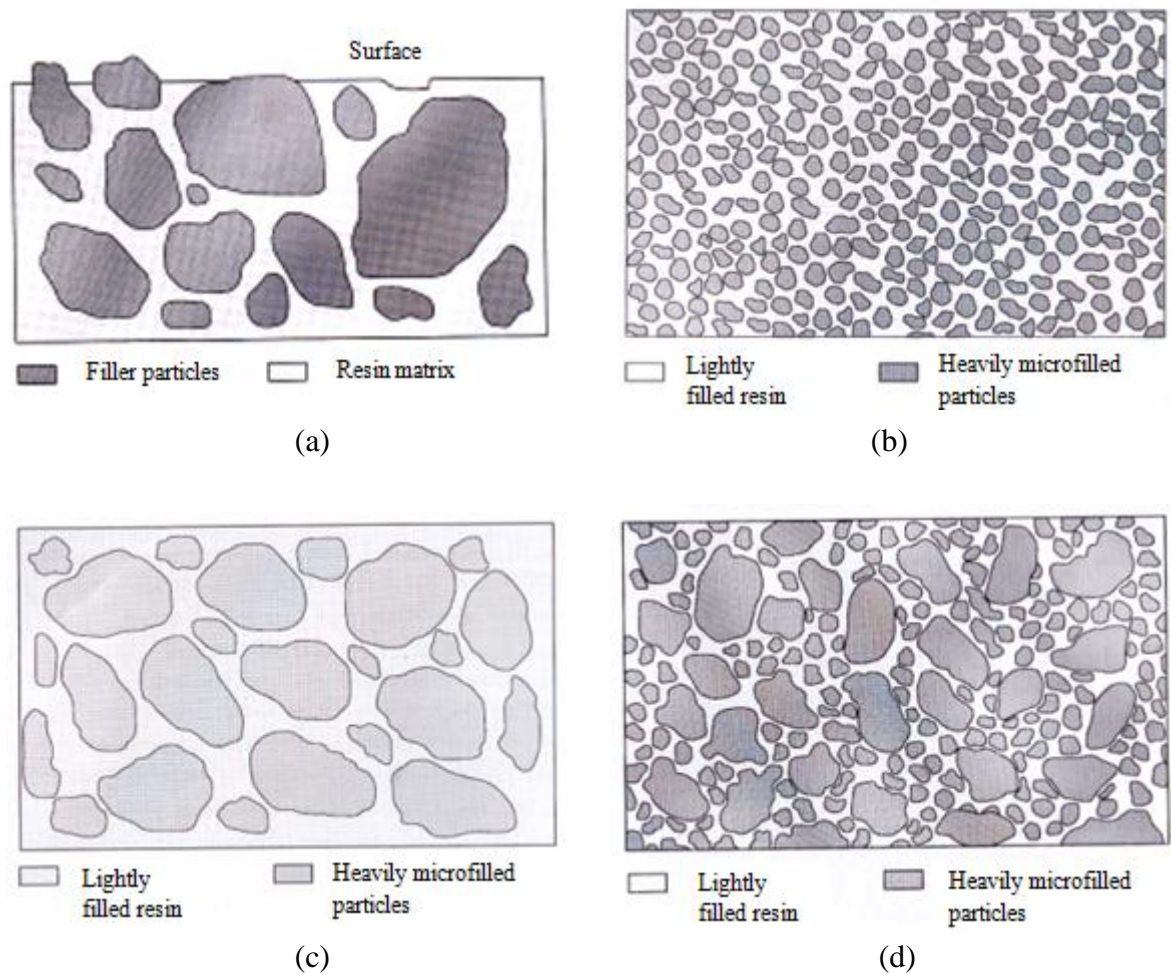 Surface
Filler particles
Resin matrix
(a)
Lightly
filled resin
Heavily microfilled
particles
(b)
Lightly
filled resin
Heavily microfilled
particles
(c)
Lightly
filled resin
Heavily microfilled
particles
(d)